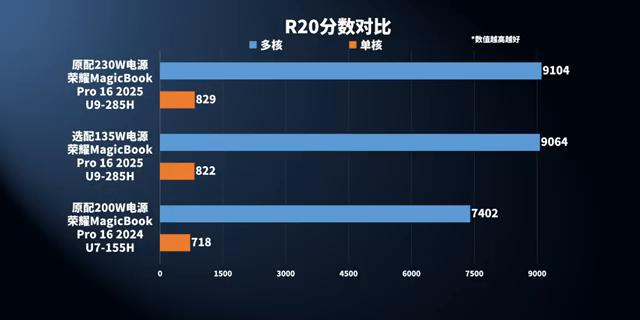 R20分数对比
*数值越高越好
多核 单核
原配230W电源
荣耀MagicBook
Pro 16 2025
U9-285H
9104
829
选配135W电源
荣耀MagicBook
Pro 16 2025
U9-285H
9064
822
原配200W电源
荣耀MagicBook
Pro 16 2024
U7-155H
7402
718
0 1500 3000 4500 6000 7500 9000